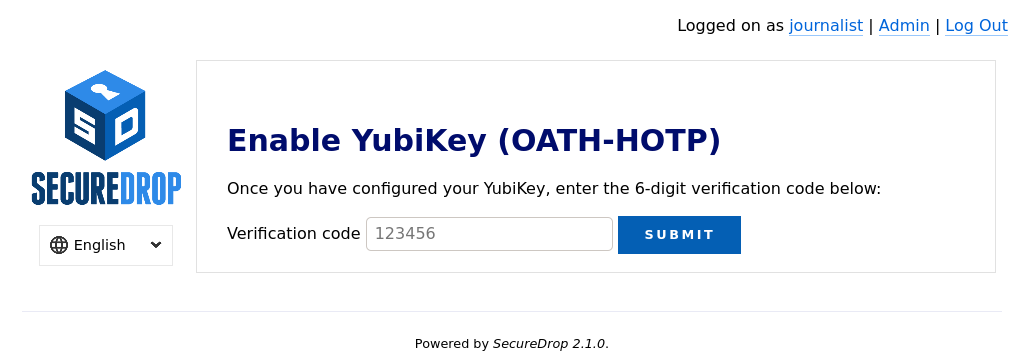 Logged on as journalist | Admin | Log Out
SD
SECUREDROP
English
Enable YubiKey (OATH-HOTP)
Once you have configured your YubiKey, enter the 6-digit verification code below:
Verification code 123456 SUBMIT
Powered by SecureDrop 2.1.0.